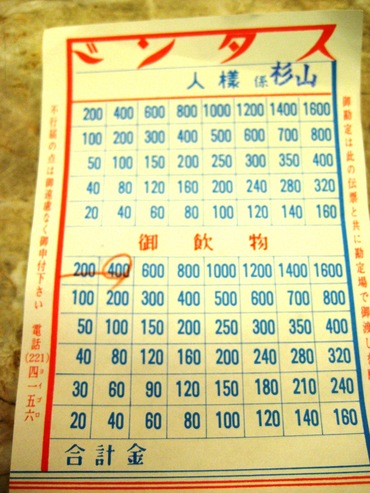 スタンド
人様 係 杉山
200 400 600 800 1000 1200 1400 1600
100 200 300 400 500 600 700 800
50 100 150 200 250 300 350 400
40 80 120 160 200 240 280 320
20 40 60 80 100 120 140 160
御飲物
200 400 600 800 1000 1200 1400 1600
100 200 300 400 500 600 700 800
50 100 150 200 250 300 350 400
40 80 120 160 200 240 280 320
30 60 90 120 150 180 210 240
20 40 60 80 100 120 140 160
合計金
御勘定は此の伝票と共に勘定場で御済し
不行届の点は御遠慮なく御申付下さい 電話(221)四一五六
ヨイゴロ